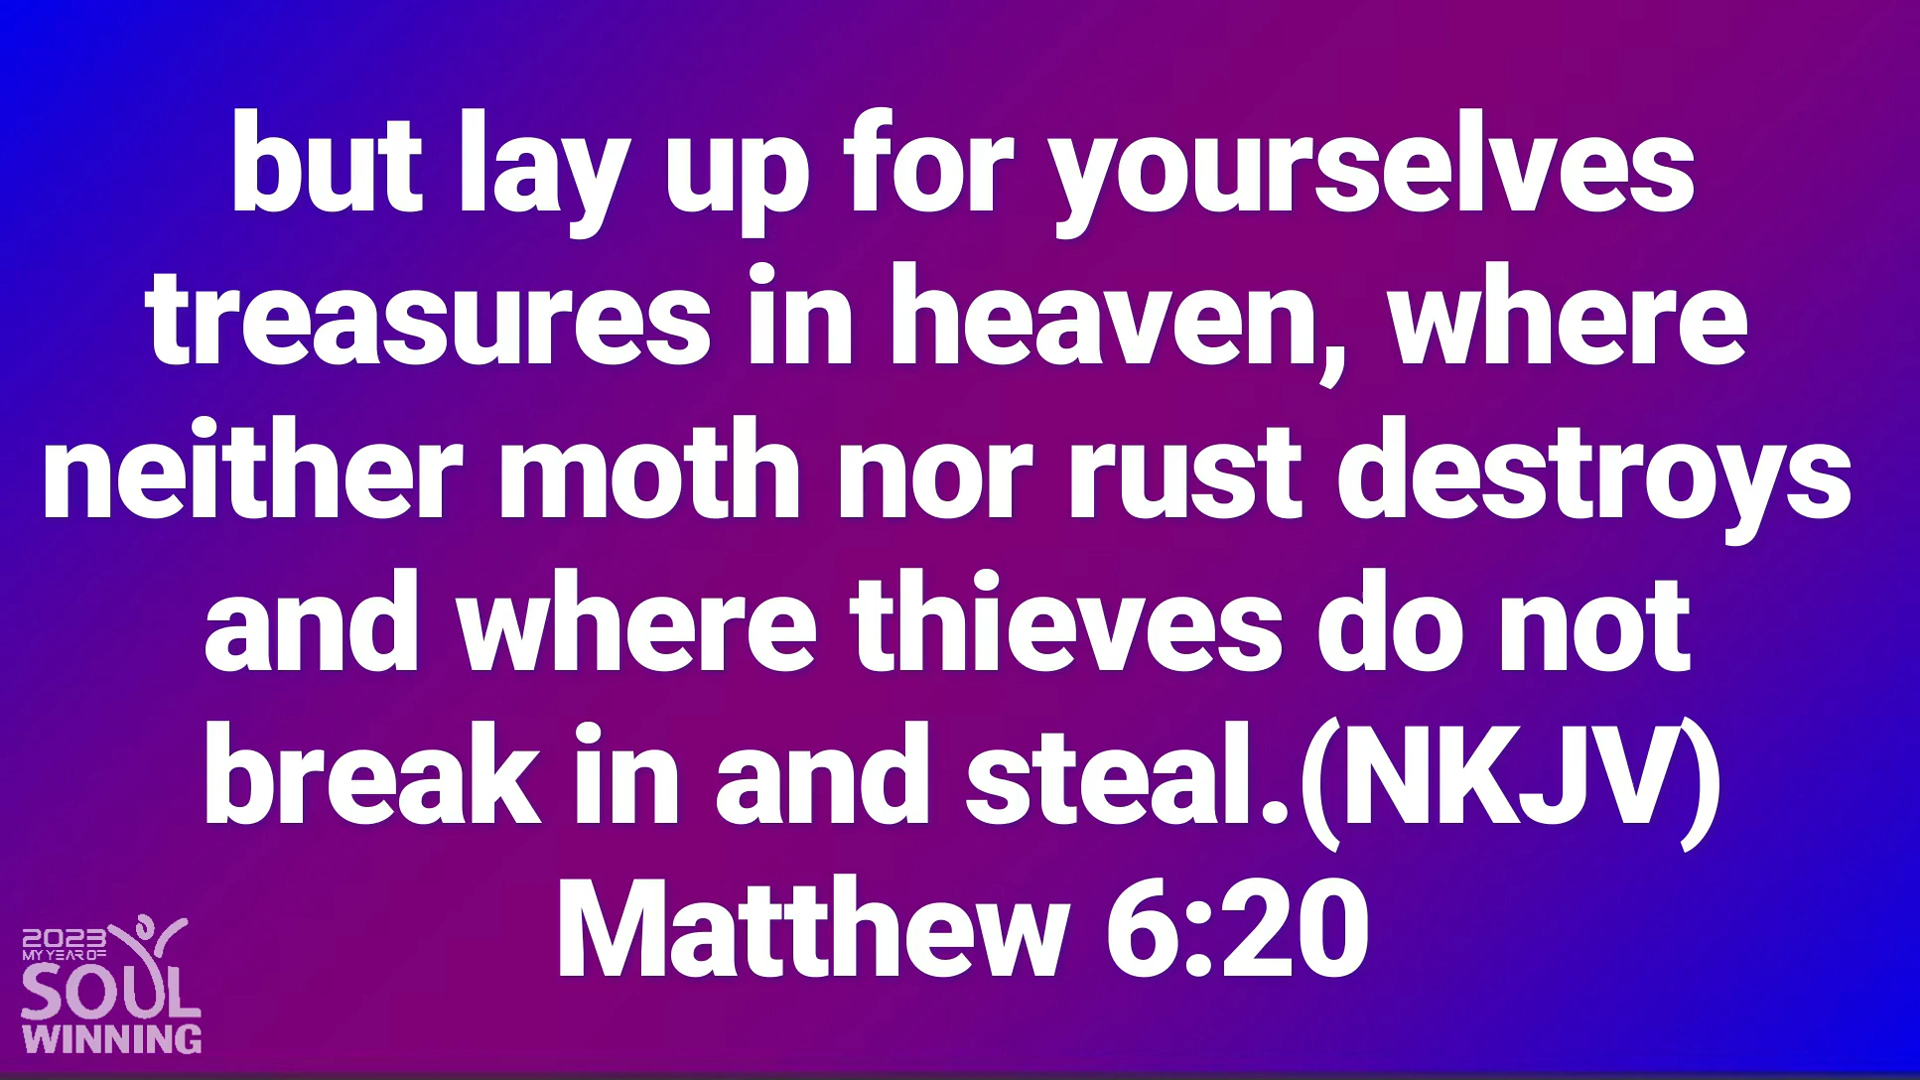 but lay up for yourselves
treasures in heaven, where
neither moth nor rust destroys
and where thieves do not
break in and steal.(NKJV)
Matthew 6:20
2023
MY YEAR OF
SOUL
WINNING